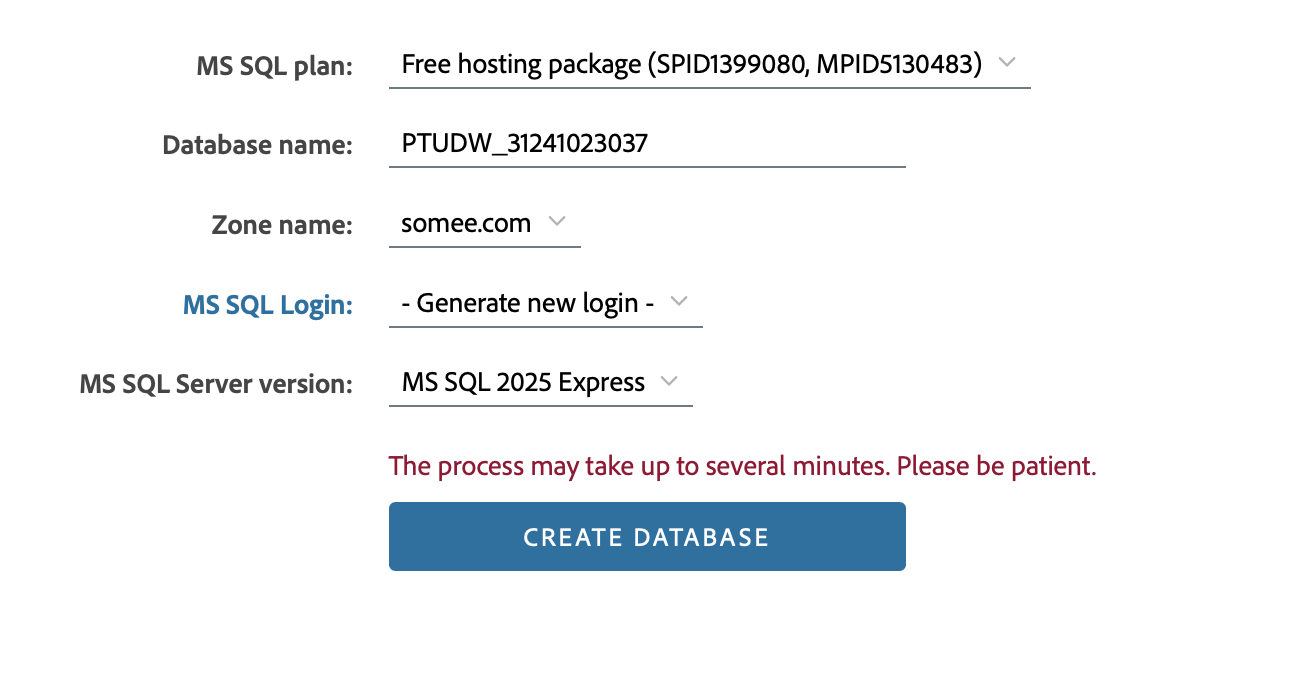 MS SQL plan: Free hosting package (SPID1399080, MPID5130483)
Database name: PTUDW_31241023037
Zone name: somee.com
MS SQL Login: - Generate new login -
MS SQL Server version: MS SQL 2025 Express
The process may take up to several minutes. Please be patient.
CREATE DATABASE